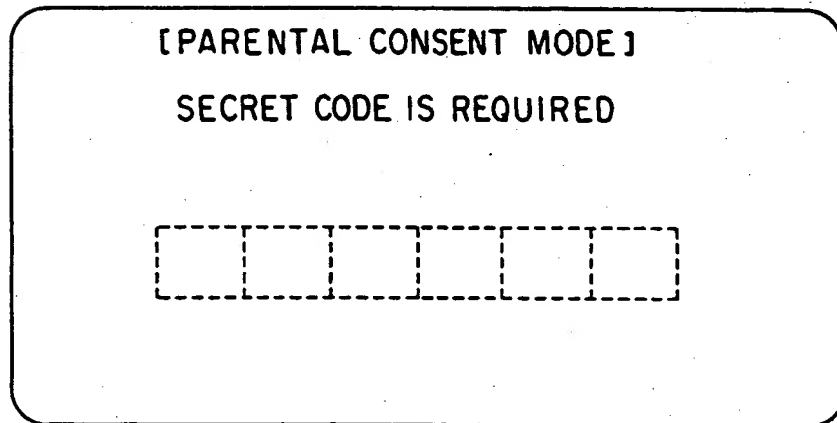 [PARENTAL CONSENT MODE]
SECRET CODE IS REQUIRED